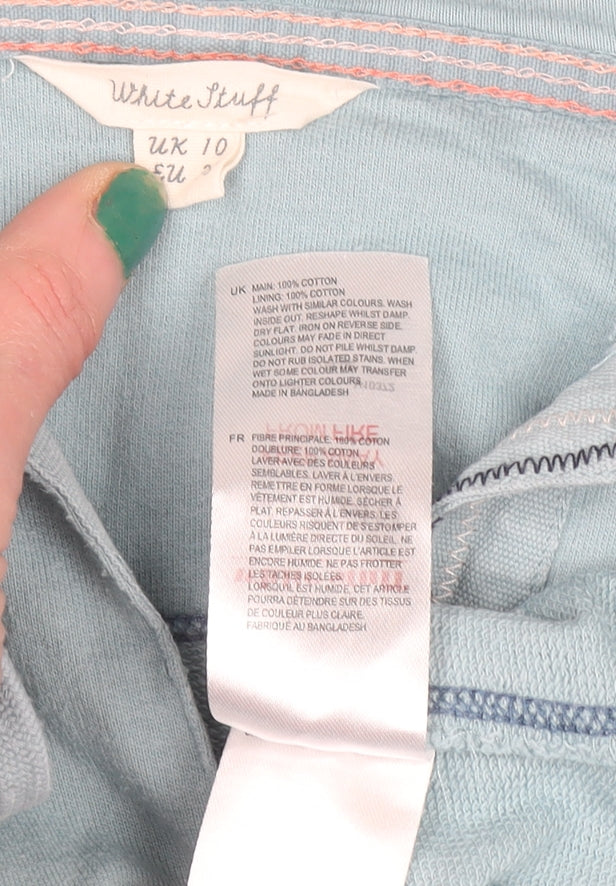 White Stuff
UK 10
EU
UK MAIN: 100% COTTON
LINING: 100% COTTON
WASH WITH SIMILAR COLOURS. WASH
INSIDE OUT. RESHAPE WHILST DAMP.
DRY FLAT. IRON ON REVERSE SIDE.
COLOURS MAY FADE IN DIRECT
SUNLIGHT. DO NOT PILE WHILST DAMP.
DO NOT RUB ISOLATED STAINS. WHEN
WET SOME COLOUR MAY TRANSFER
ONTO LIGHTER COLOURS.
MADE IN BANGLADESH
FROM FIRE
FR FIBRE PRINCIPALE: 100% COTTON
DOUBLURE: 100% COTON
LAVER AVEC DES COULEURS
SEMBLABLES. LAVER À L'ENVERS.
REMETTRE EN FORME LORSQUE LE
VÊTEMENT EST HUMIDE. SÉCHER À
PLAT. REPASSER À L'ENVERS. LES
COULEURS RISQUENT DE S'ESTOMPER
À LA LUMIÈRE DIRECTE DU SOLEIL. NE
PAS EMPILER LORSQUE L'ARTICLE EST
ENCORE HUMIDE. NE PAS FROTTER
LES TACHES ISOLÉES.
LORSQU'IL EST HUMIDE, CET ARTICLE
POURRA DÉTEINDRE SUR DES TISSUS
DE COULEUR PLUS CLAIRE.
FABRIQUÉ AU BANGLADESH